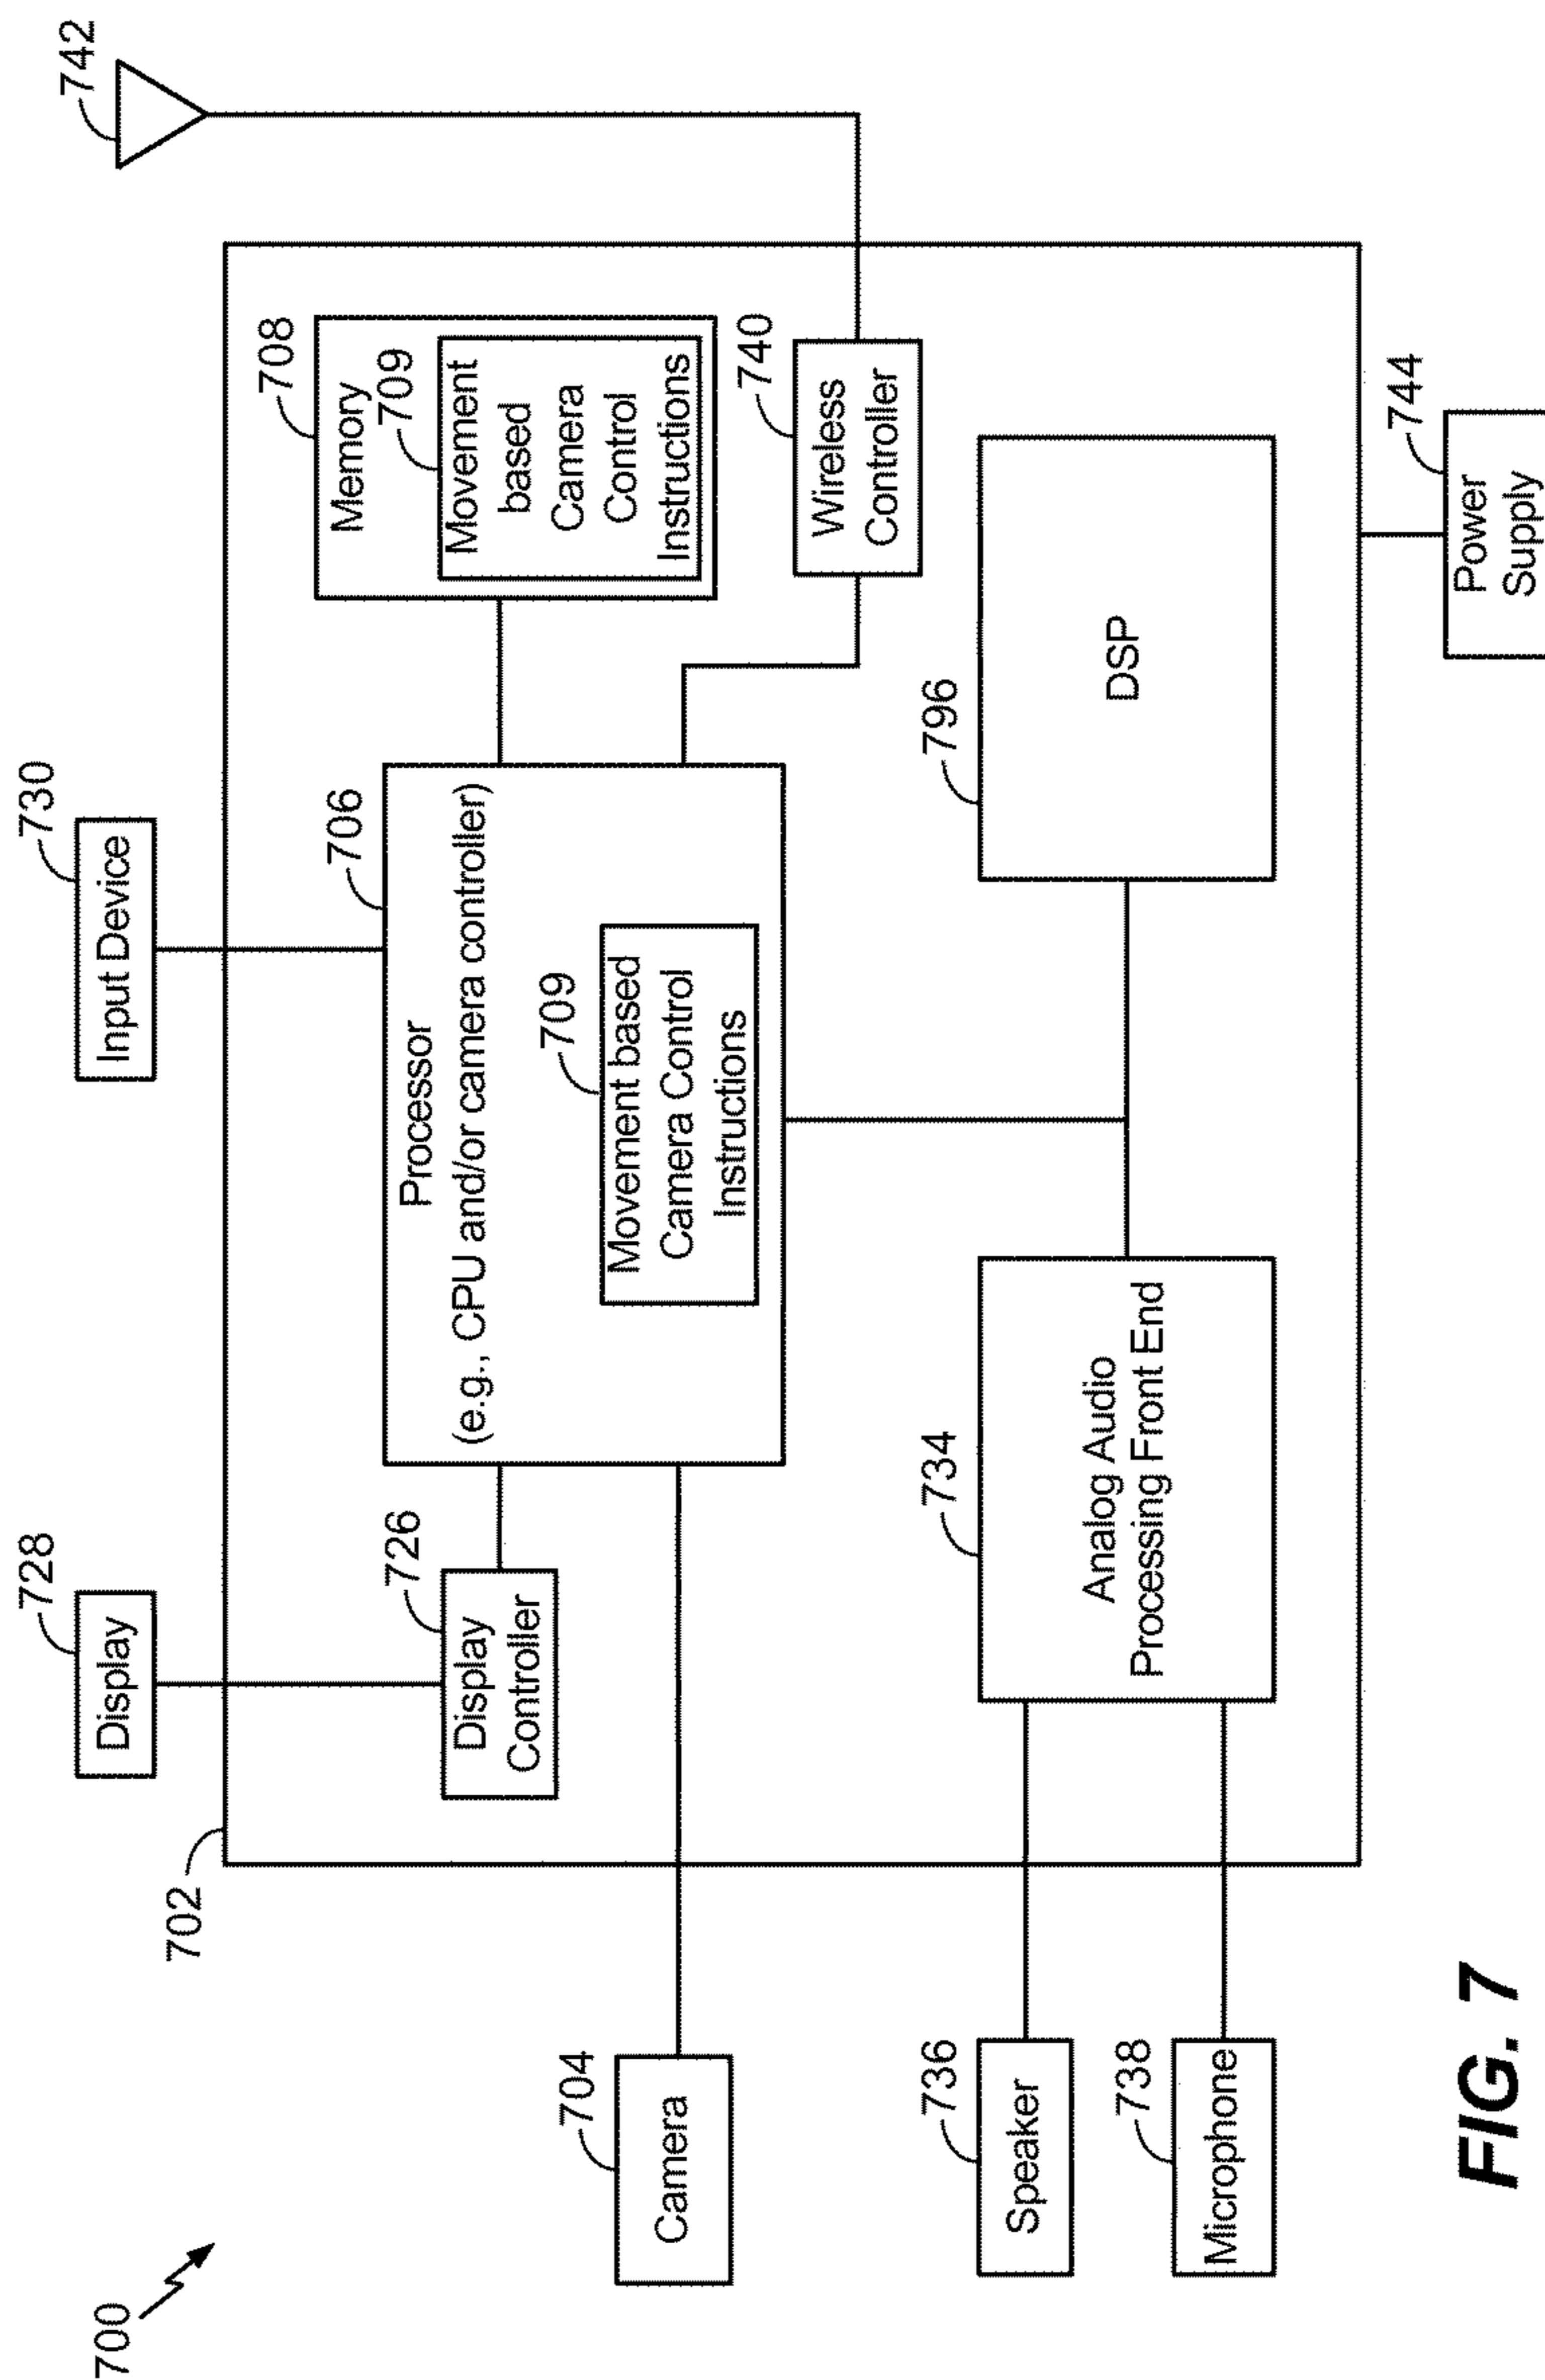 700
702
728
Display
730
Input Device
742
726
Display
Controller
706
Processor
(e.g., CPU and/or camera controller)
709
Movement based
Camera Control
Instructions
708
Memory
709
Movement
based
Camera
Control
Instructions
704
Camera
740
Wireless
Controller
736
Speaker
738
Microphone
734
Analog Audio
Processing Front End
796
DSP
744
Power
Supply
FIG. 7